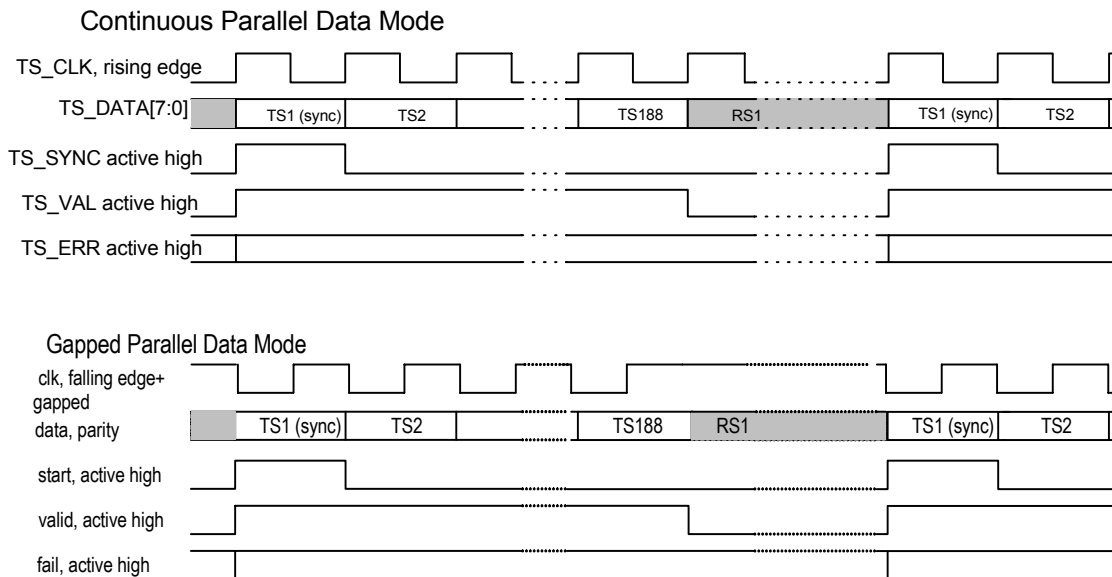 Continuous Parallel Data Mode
TS_CLK, rising edge
TS_DATA[7:0]
TS1 (sync) TS2 TS188 RS1 TS1 (sync) TS2
TS_SYNC active high
TS_VAL active high
TS_ERR active high
Gapped Parallel Data Mode
clk, falling edge+
gapped
data, parity
TS1 (sync) TS2 TS188 RS1 TS1 (sync) TS2
start, active high
valid, active high
fail, active high